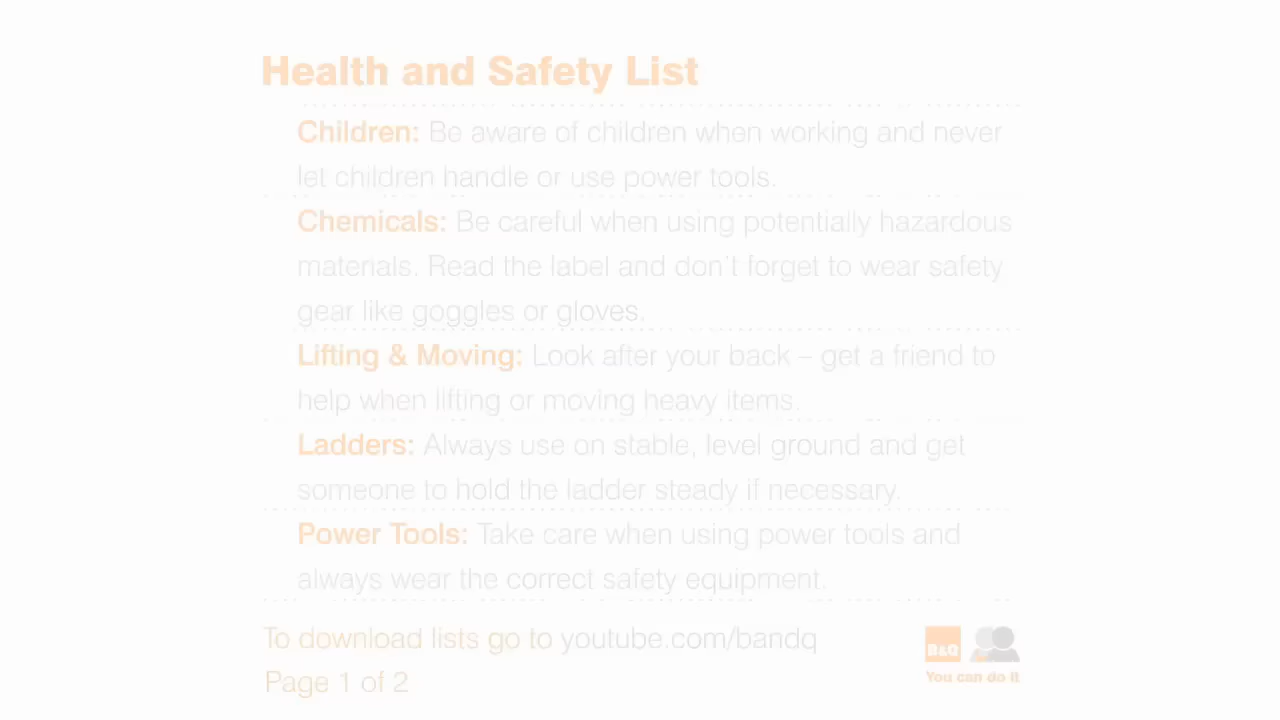 Health and Safety List
Children: Be aware of children when working and never
let children handle or use power tools.
Chemicals: Be careful when using potentially hazardous
materials. Read the label and don't forget to wear safety
gear like goggles or gloves.
Lifting & Moving: Look after your back – get a friend to
help when lifting or moving heavy items.
Ladders: Always use on stable, level ground and get
someone to hold the ladder steady if necessary.
Power Tools: Take care when using power tools and
always wear the correct safety equipment.
To download lists go to youtube.com/bandq
Page 1 of 2
B&Q
You can do it